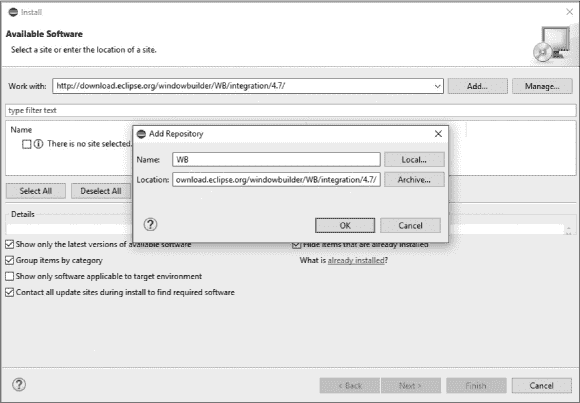 Install
Available Software
Select a site or enter the location of a site.
Work with: http://download.eclipse.org/windowbuilder/WB/integration/4.7/ Add... Manage...
type filter text
Name
There is no site selected.
Add Repository
Name: WB Local...
Location: ownload.eclipse.org/windowbuilder/WB/integration/4.7/ Archive...
OK Cancel
Select All Deselect All
Details
Show only the latest versions of available software Hide items that are already installed
Group items by category What is already installed?
Show only software applicable to target environment
Contact all update sites during install to find required software
< Back Next > Finish Cancel